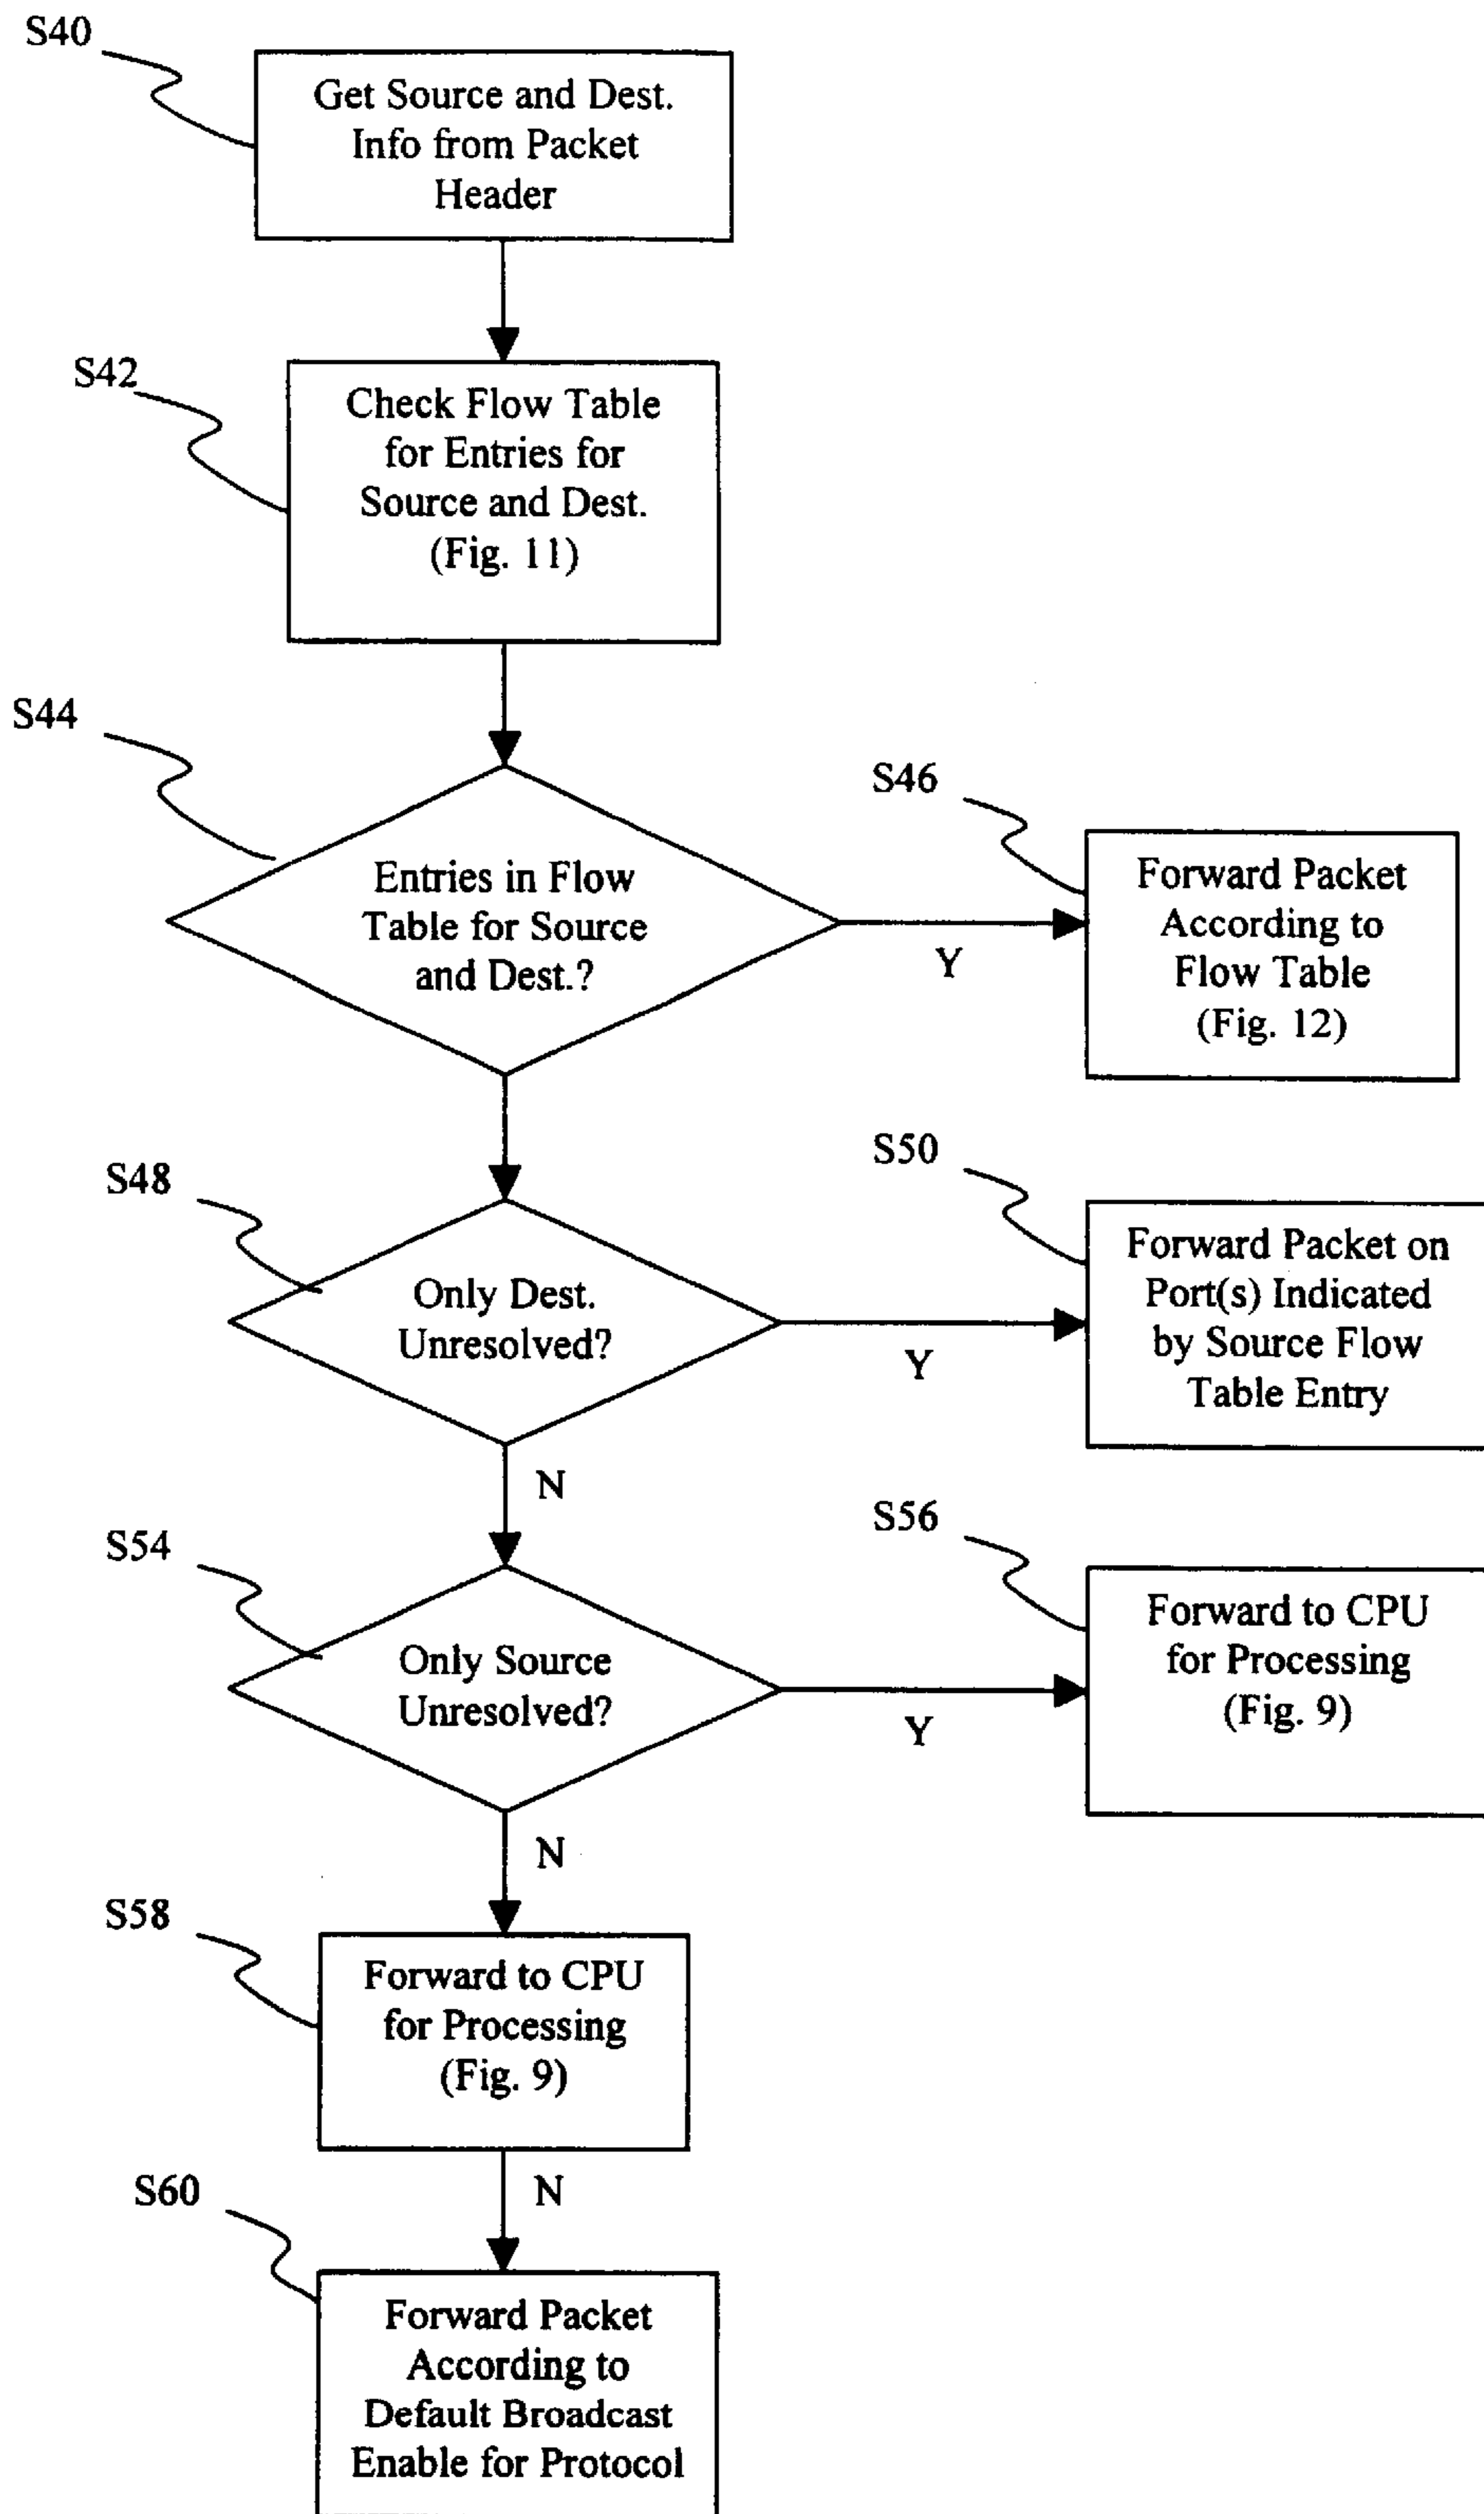 S40
Get Source and Dest.
Info from Packet
Header
S42
Check Flow Table
for Entries for
Source and Dest.
(Fig. 11)
S44
Entries in Flow
Table for Source
and Dest.?
Y
S46
Forward Packet
According to
Flow Table
(Fig. 12)
S48
Only Dest.
Unresolved?
Y
N
S50
Forward Packet on
Port(s) Indicated
by Source Flow
Table Entry
S54
Only Source
Unresolved?
Y
N
S56
Forward to CPU
for Processing
(Fig. 9)
S58
Forward to CPU
for Processing
(Fig. 9)
N
S60
Forward Packet
According to
Default Broadcast
Enable for Protocol